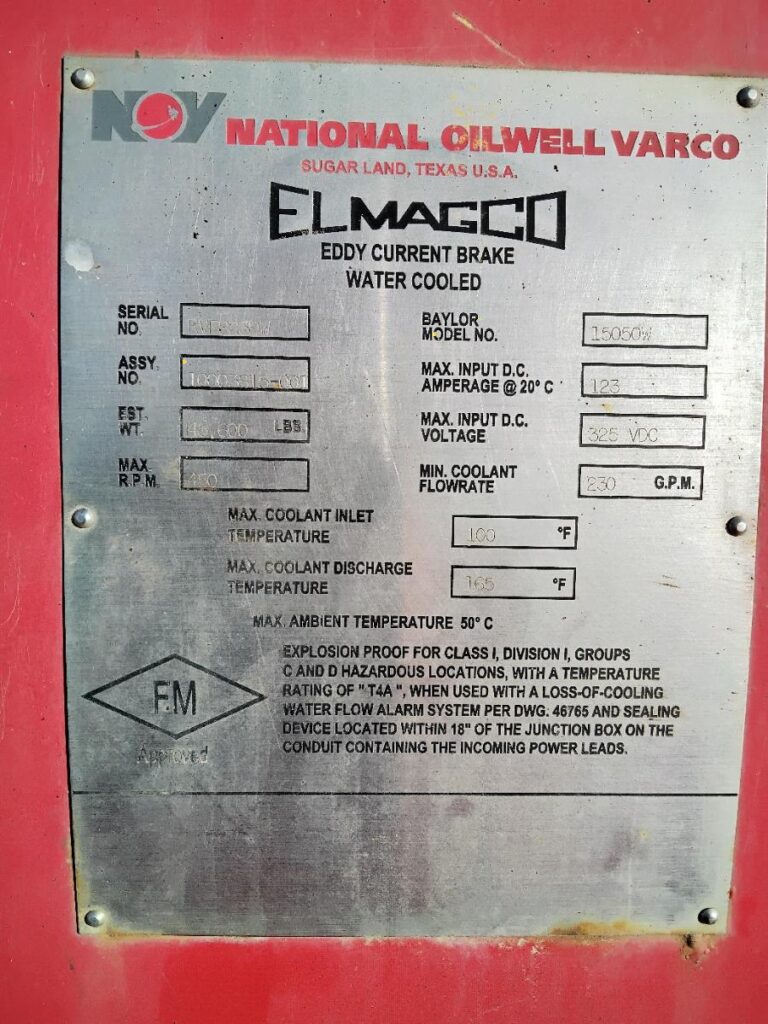 NOV NATIONAL OILWELL VARCO
SUGAR LAND, TEXAS U.S.A.
ELMAGCO
EDDY CURRENT BRAKE
WATER COOLED
SERIAL NO.
ASSY. NO.
EST. WT. LBS
MAX R.P.M.
BAYLOR MODEL NO. 15050W
MAX. INPUT D.C. AMPERAGE @ 20° C 123
MAX. INPUT D.C. VOLTAGE 325 VDC
MIN. COOLANT FLOWRATE 230 G.P.M.
MAX. COOLANT INLET
TEMPERATURE 100 °F
MAX. COOLANT DISCHARGE
TEMPERATURE 165 °F
MAX. AMBIENT TEMPERATURE 50° C
EXPLOSION PROOF FOR CLASS I, DIVISION I, GROUPS
C AND D HAZARDOUS LOCATIONS, WITH A TEMPERATURE
RATING OF " T4A ", WHEN USED WITH A LOSS-OF-COOLING
WATER FLOW ALARM SYSTEM PER DWG. 46765 AND SEALING
DEVICE LOCATED WITHIN 18" OF THE JUNCTION BOX ON THE
CONDUIT CONTAINING THE INCOMING POWER LEADS.
FM
Approved